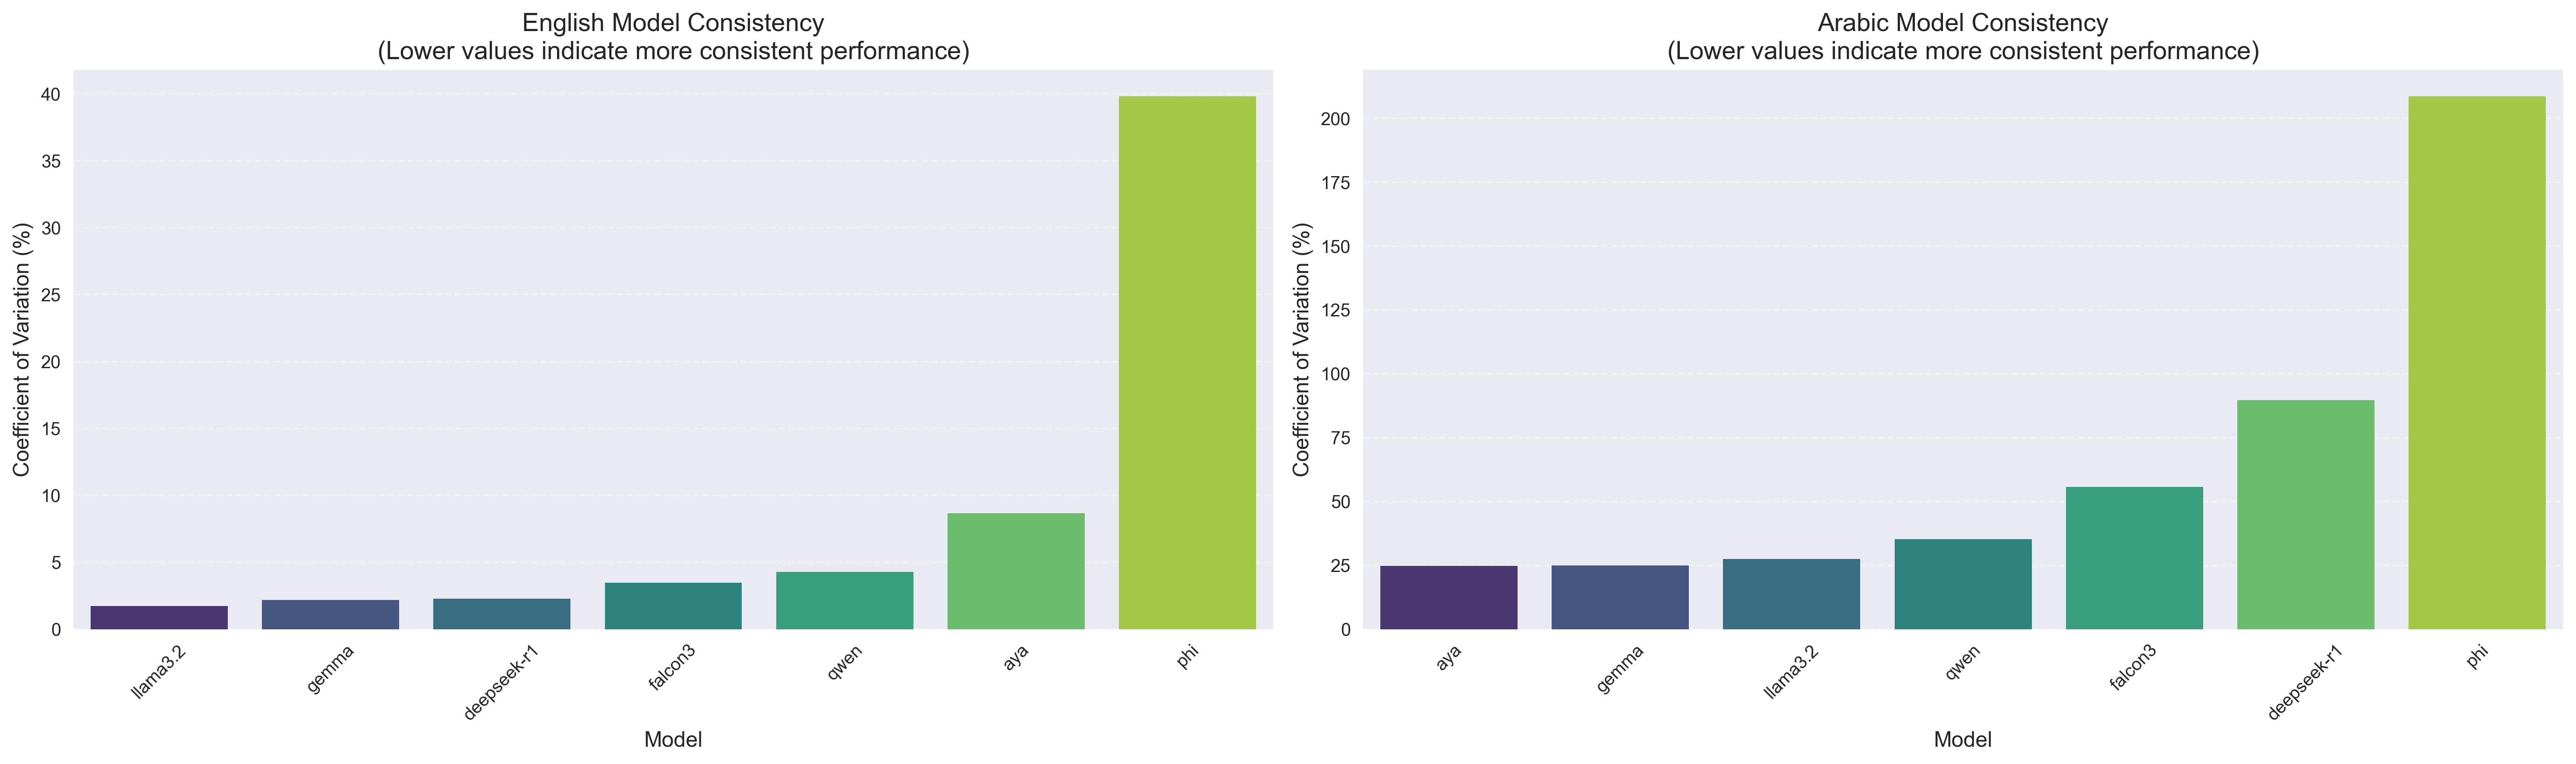 English Model Consistency
(Lower values indicate more consistent performance)
Coefficient of Variation (%)
40
35
30
25
20
15
10
5
0
llama3.2
gemma
deepseek-r1
falcon3
qwen
aya
phi
Model
Arabic Model Consistency
(Lower values indicate more consistent performance)
Coefficient of Variation (%)
200
175
150
125
100
75
50
25
0
aya
gemma
llama3.2
qwen
falcon3
deepseek-r1
phi
Model